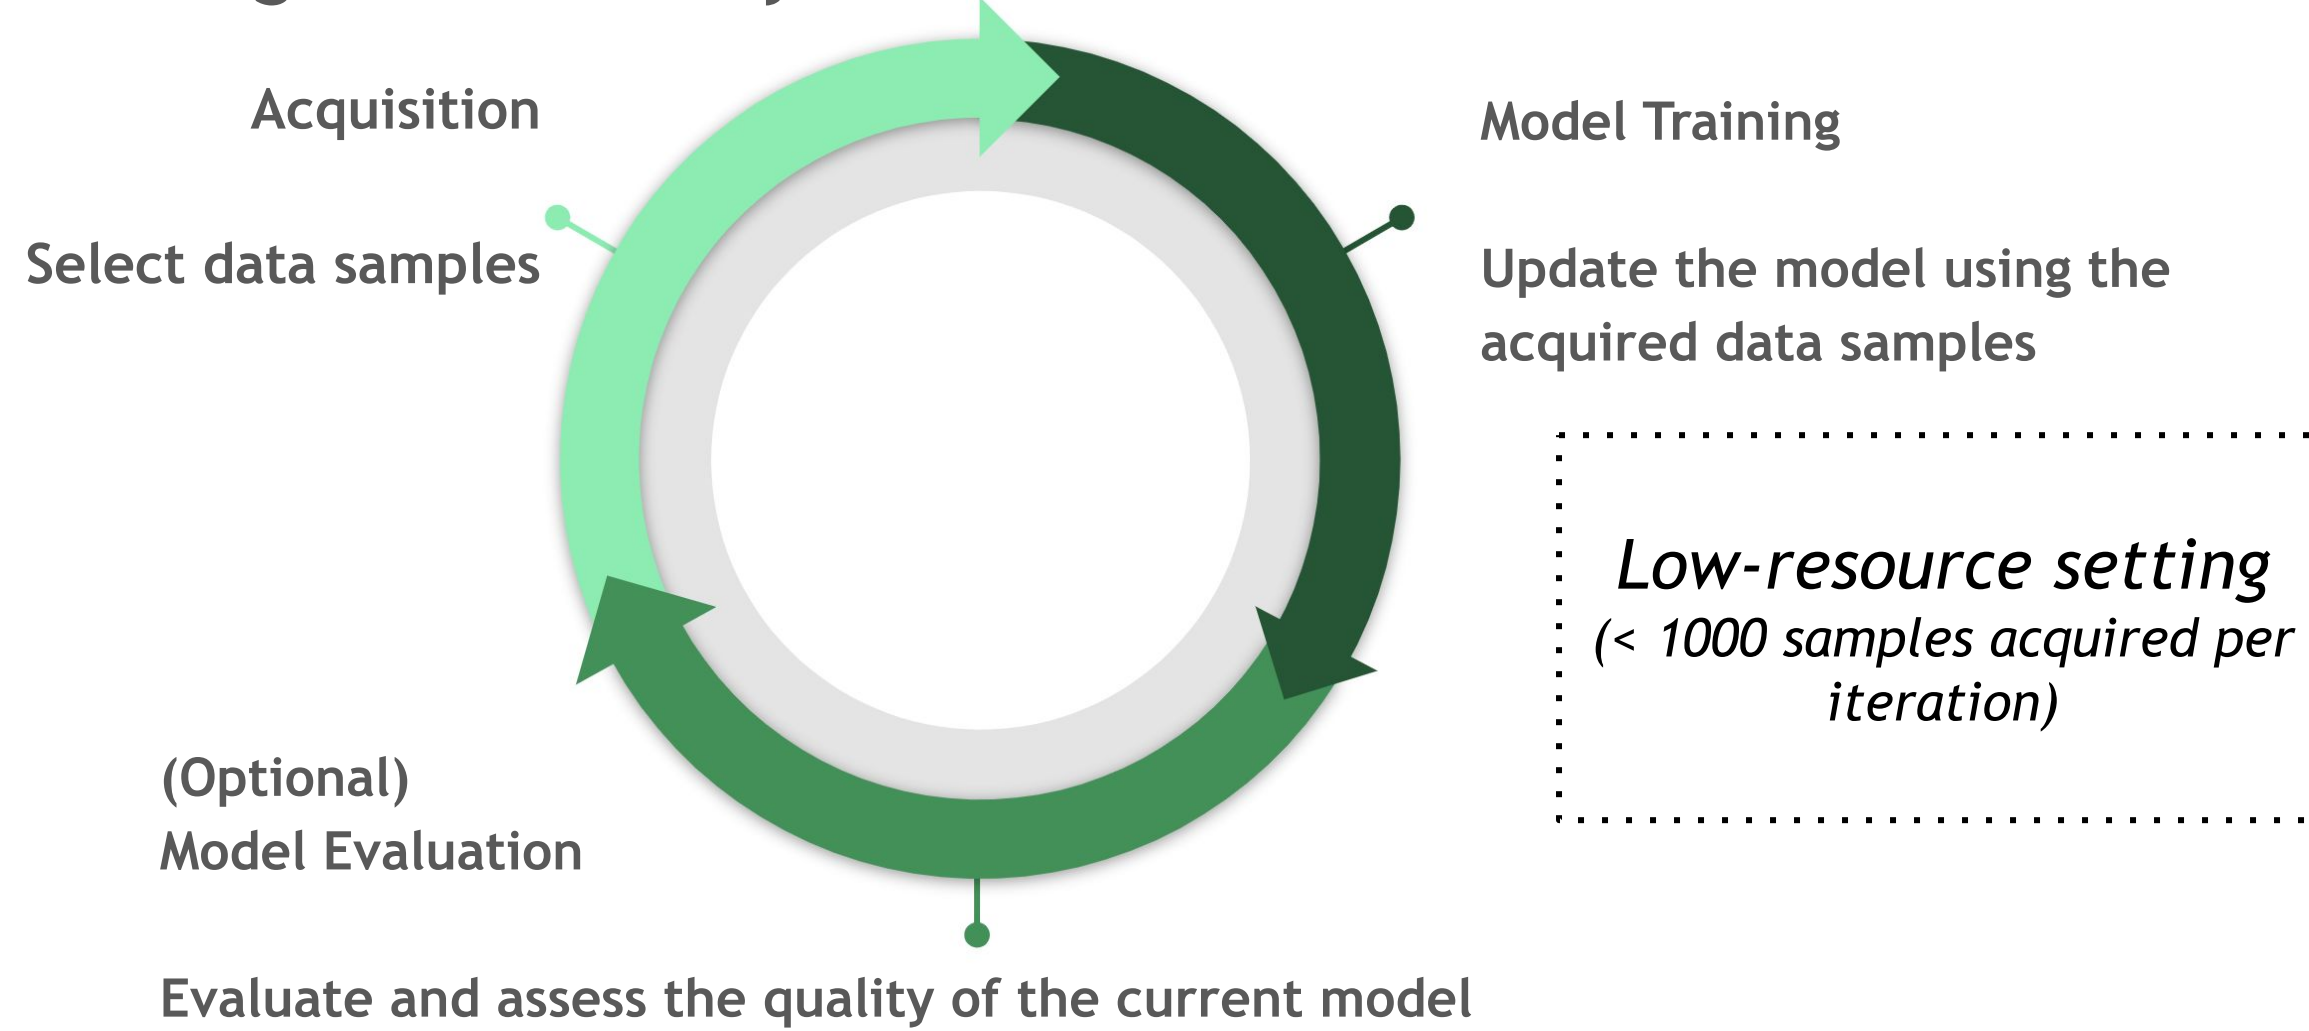 Acquisition
Select data samples
Model Training
Update the model using the
acquired data samples
Low-resource setting
(< 1000 samples acquired per
iteration)
(Optional)
Model Evaluation
Evaluate and assess the quality of the current model